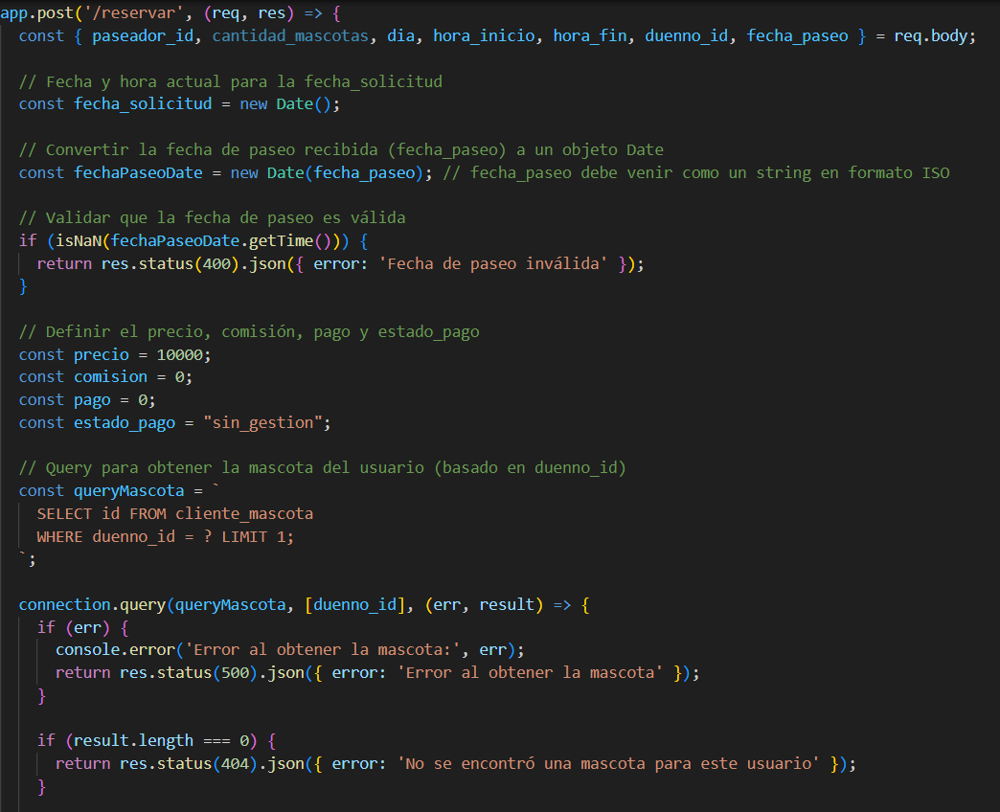 app.post('/reservar', (req, res) => {
  const { paseador_id, cantidad_mascotas, dia, hora_inicio, hora_fin, duenno_id, fecha_paseo } = req.body;

  // Fecha y hora actual para la fecha_solicitud
  const fecha_solicitud = new Date();

  // Convertir la fecha de paseo recibida (fecha_paseo) a un objeto Date
  const fechaPaseoDate = new Date(fecha_paseo); // fecha_paseo debe venir como un string en formato ISO

  // Validar que la fecha de paseo es válida
  if (isNaN(fechaPaseoDate.getTime())) {
    return res.status(400).json({ error: 'Fecha de paseo inválida' });
  }

  // Definir el precio, comisión, pago y estado_pago
  const precio = 10000;
  const comision = 0;
  const pago = 0;
  const estado_pago = "sin_gestion";

  // Query para obtener la mascota del usuario (basado en duenno_id)
  const queryMascota = `
    SELECT id FROM cliente_mascota
    WHERE duenno_id = ? LIMIT 1;
  `;

  connection.query(queryMascota, [duenno_id], (err, result) => {
    if (err) {
      console.error('Error al obtener la mascota:', err);
      return res.status(500).json({ error: 'Error al obtener la mascota' });
    }

    if (result.length === 0) {
      return res.status(404).json({ error: 'No se encontró una mascota para este usuario' });
    }